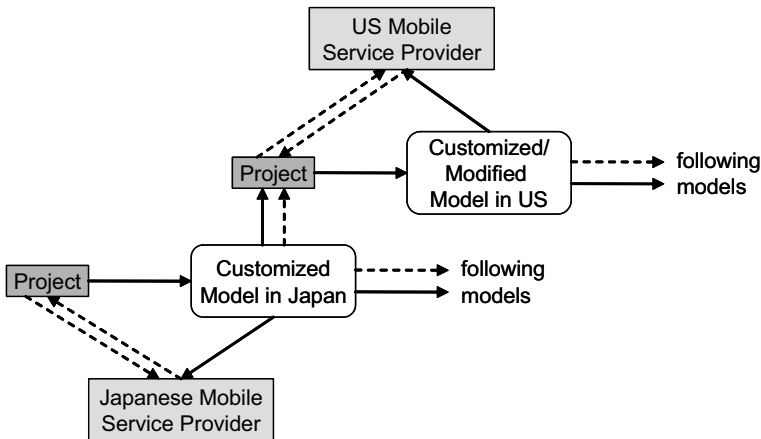 US Mobile
Service Provider
Customized/
Modified
Model in US
following
models
Project
Customized
Model in Japan
following
models
Project
Japanese Mobile
Service Provider